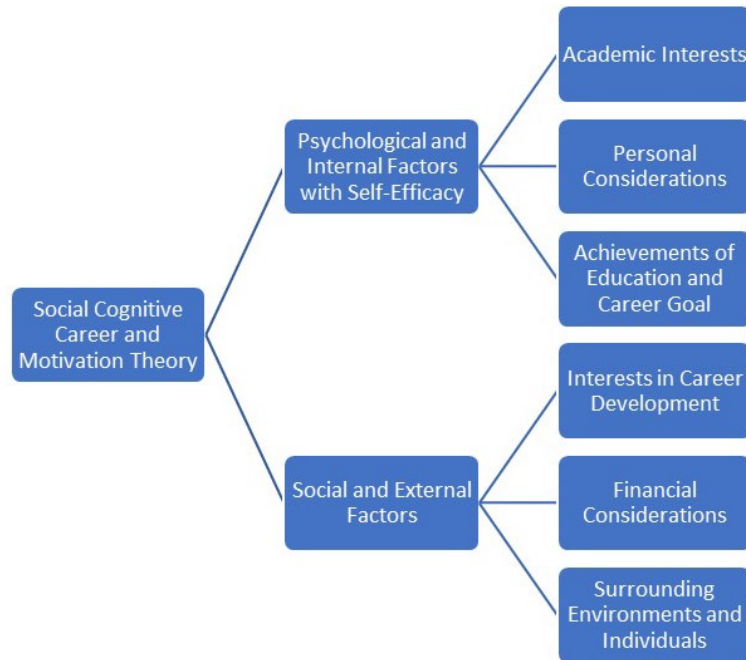 Social Cognitive
Career and
Motivation Theory
Psychological and
Internal Factors
with Self-Efficacy
Academic Interests
Personal
Considerations
Achievements of
Education and
Career Goal
Social and External
Factors
Interests in Career
Development
Financial
Considerations
Surrounding
Environments and
Individuals